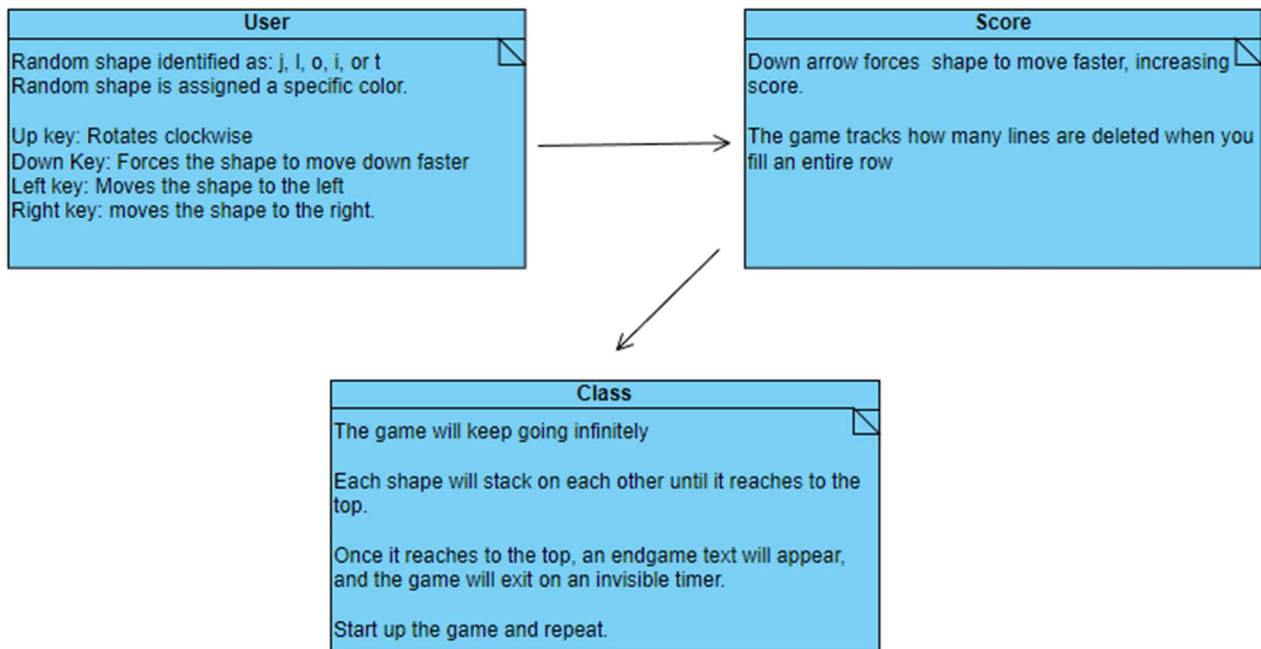 User
Random shape identified as: j, l, o, i, or t
Random shape is assigned a specific color.
Up key: Rotates clockwise
Down Key: Forces the shape to move down faster
Left key: Moves the shape to the left
Right key: moves the shape to the right.
Score
Down arrow forces  shape to move faster, increasing
score.
The game tracks how many lines are deleted when you
fill an entire row
Class
The game will keep going infinitely
Each shape will stack on each other until it reaches to the
top.
Once it reaches to the top, an endgame text will appear,
and the game will exit on an invisible timer.
Start up the game and repeat.